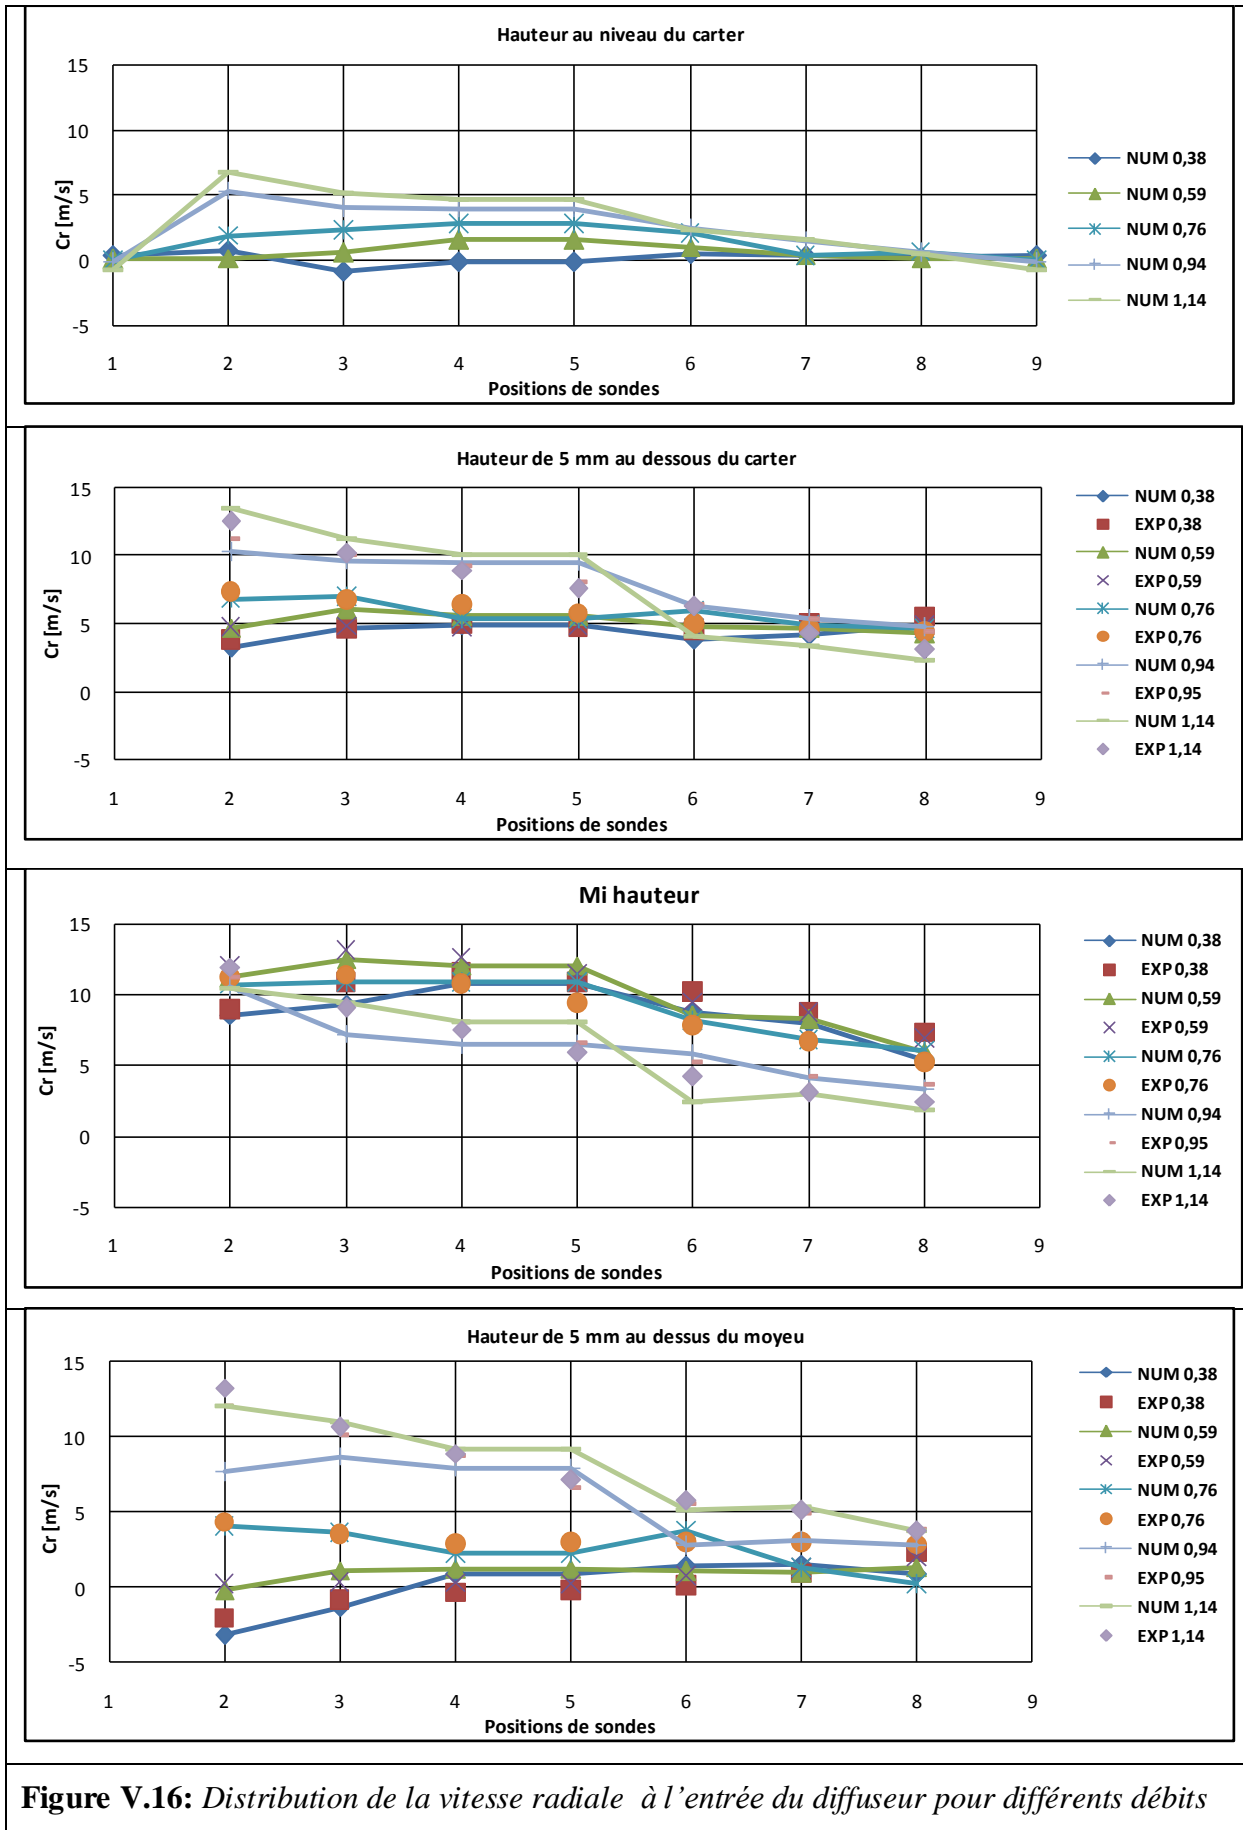 Hauteur au niveau du carter
15
10
5
0
-5
Cr [m/s]
1 2 3 4 5 6 7 8 9
Positions de sondes
NUM 0,38
NUM 0,59
NUM 0,76
NUM 0,94
NUM 1,14
Hauteur de 5 mm au dessous du carter
15
10
5
0
-5
Cr [m/s]
1 2 3 4 5 6 7 8 9
Positions de sondes
NUM 0,38
EXP 0,38
NUM 0,59
EXP 0,59
NUM 0,76
EXP 0,76
NUM 0,94
EXP 0,95
NUM 1,14
EXP 1,14
Mi hauteur
15
10
5
0
-5
Cr [m/s]
1 2 3 4 5 6 7 8 9
Positions de sondes
NUM 0,38
EXP 0,38
NUM 0,59
EXP 0,59
NUM 0,76
EXP 0,76
NUM 0,94
EXP 0,95
NUM 1,14
EXP 1,14
Hauteur de 5 mm au dessus du moyeu
15
10
5
0
-5
Cr [m/s]
1 2 3 4 5 6 7 8 9
Positions de sondes
NUM 0,38
EXP 0,38
NUM 0,59
EXP 0,59
NUM 0,76
EXP 0,76
NUM 0,94
EXP 0,95
NUM 1,14
EXP 1,14
Figure V.16: Distribution de la vitesse radiale à l'entrée du diffuseur pour différents débits